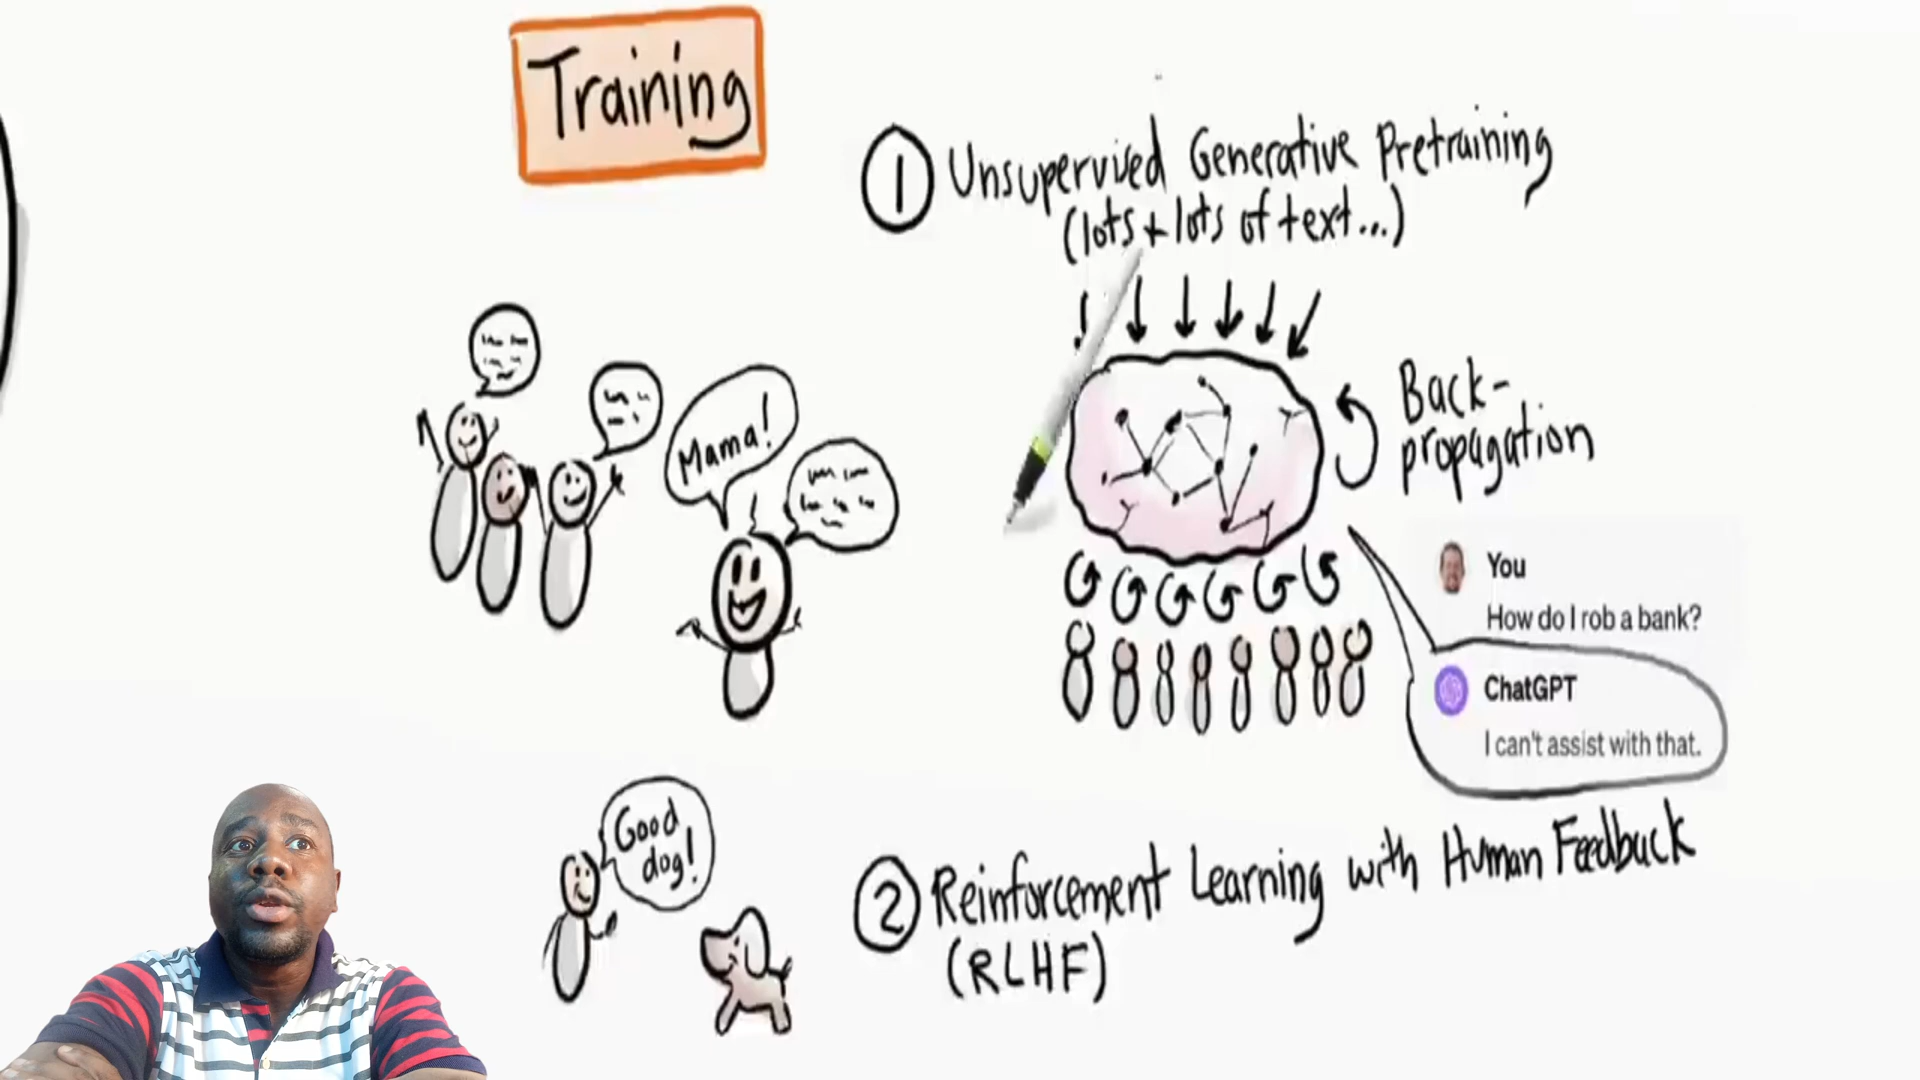 Training
1 Unsupervised Generative Pretraining
(lots + lots of text...)
Mama!
Back-
propagation
You
How do I rob a bank?
ChatGPT
I can't assist with that.
Good
dog!
2 Reinforcement Learning with Human Feedback
(RLHF)